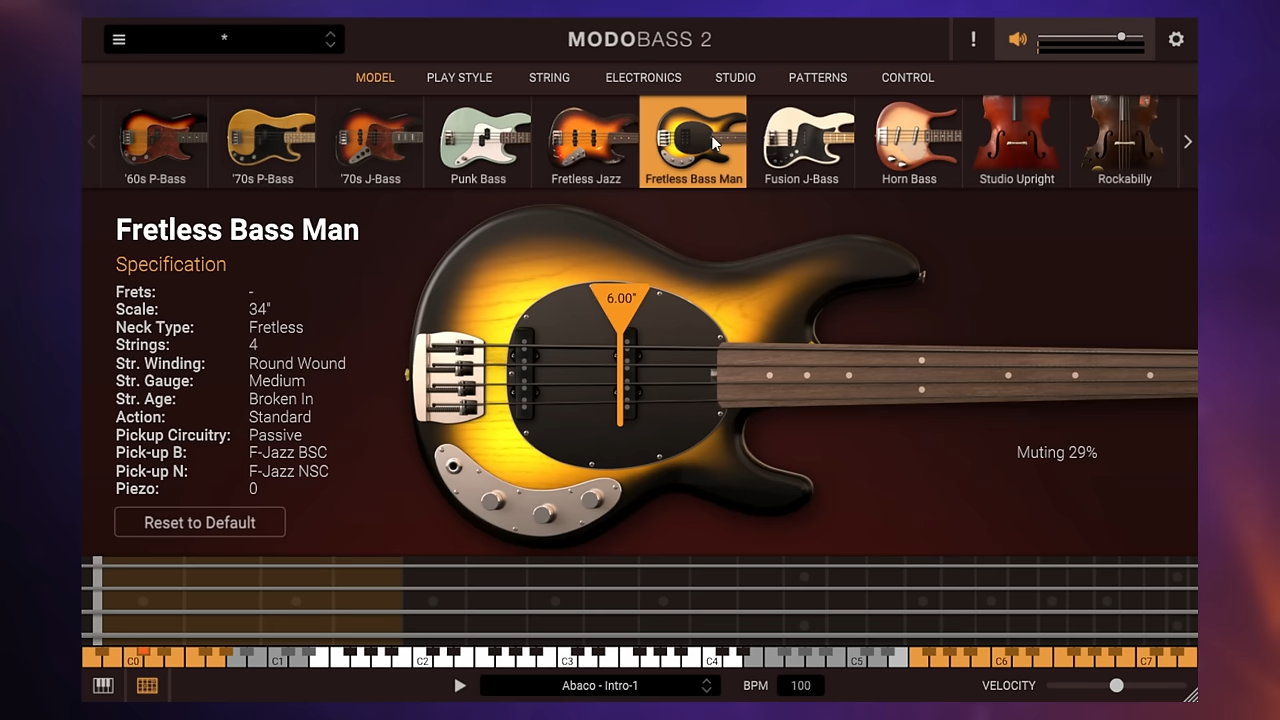 *
MODOBASS 2
!
MODEL PLAY STYLE STRING ELECTRONICS STUDIO PATTERNS CONTROL
'60s P-Bass '70s P-Bass '70s J-Bass Punk Bass Fretless Jazz Fretless Bass Man Fusion J-Bass Horn Bass Studio Upright Rockabilly
Fretless Bass Man
Specification
Frets: -
Scale: 34"
Neck Type: Fretless
Strings: 4
Str. Winding: Round Wound
Str. Gauge: Medium
Str. Age: Broken In
Action: Standard
Pickup Circuitry: Passive
Pick-up B: F-Jazz BSC
Pick-up N: F-Jazz NSC
Piezo: 0
Reset to Default
6.00"
Muting 29%
C0 C1 C2 C3 C4 C5 C6 C7
Abaco - Intro-1 BPM 100 VELOCITY